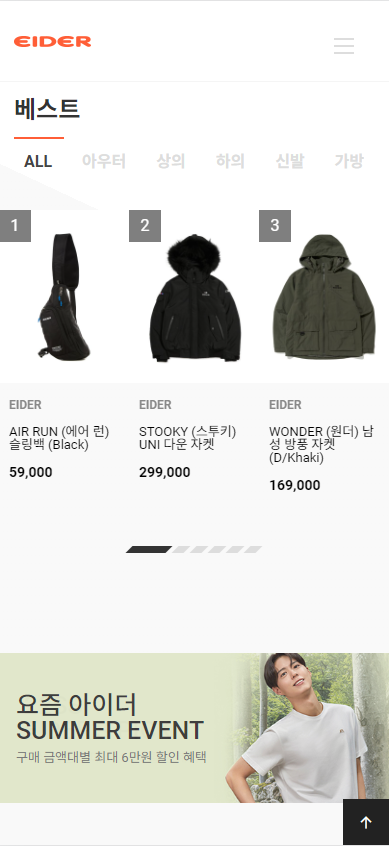 EIDER
베스트
ALL 아우터 상의 하의 신발 가방
1 2 3
EIDER
AIR RUN (에어 런)
슬링백 (Black)
59,000
EIDER
STOOKY (스투키)
UNI 다운 자켓
299,000
EIDER
WONDER (원더) 남
성 방풍 자켓
(D/Khaki)
169,000
요즘 아이더
SUMMER EVENT
구매 금액대별 최대 6만원 할인 혜택